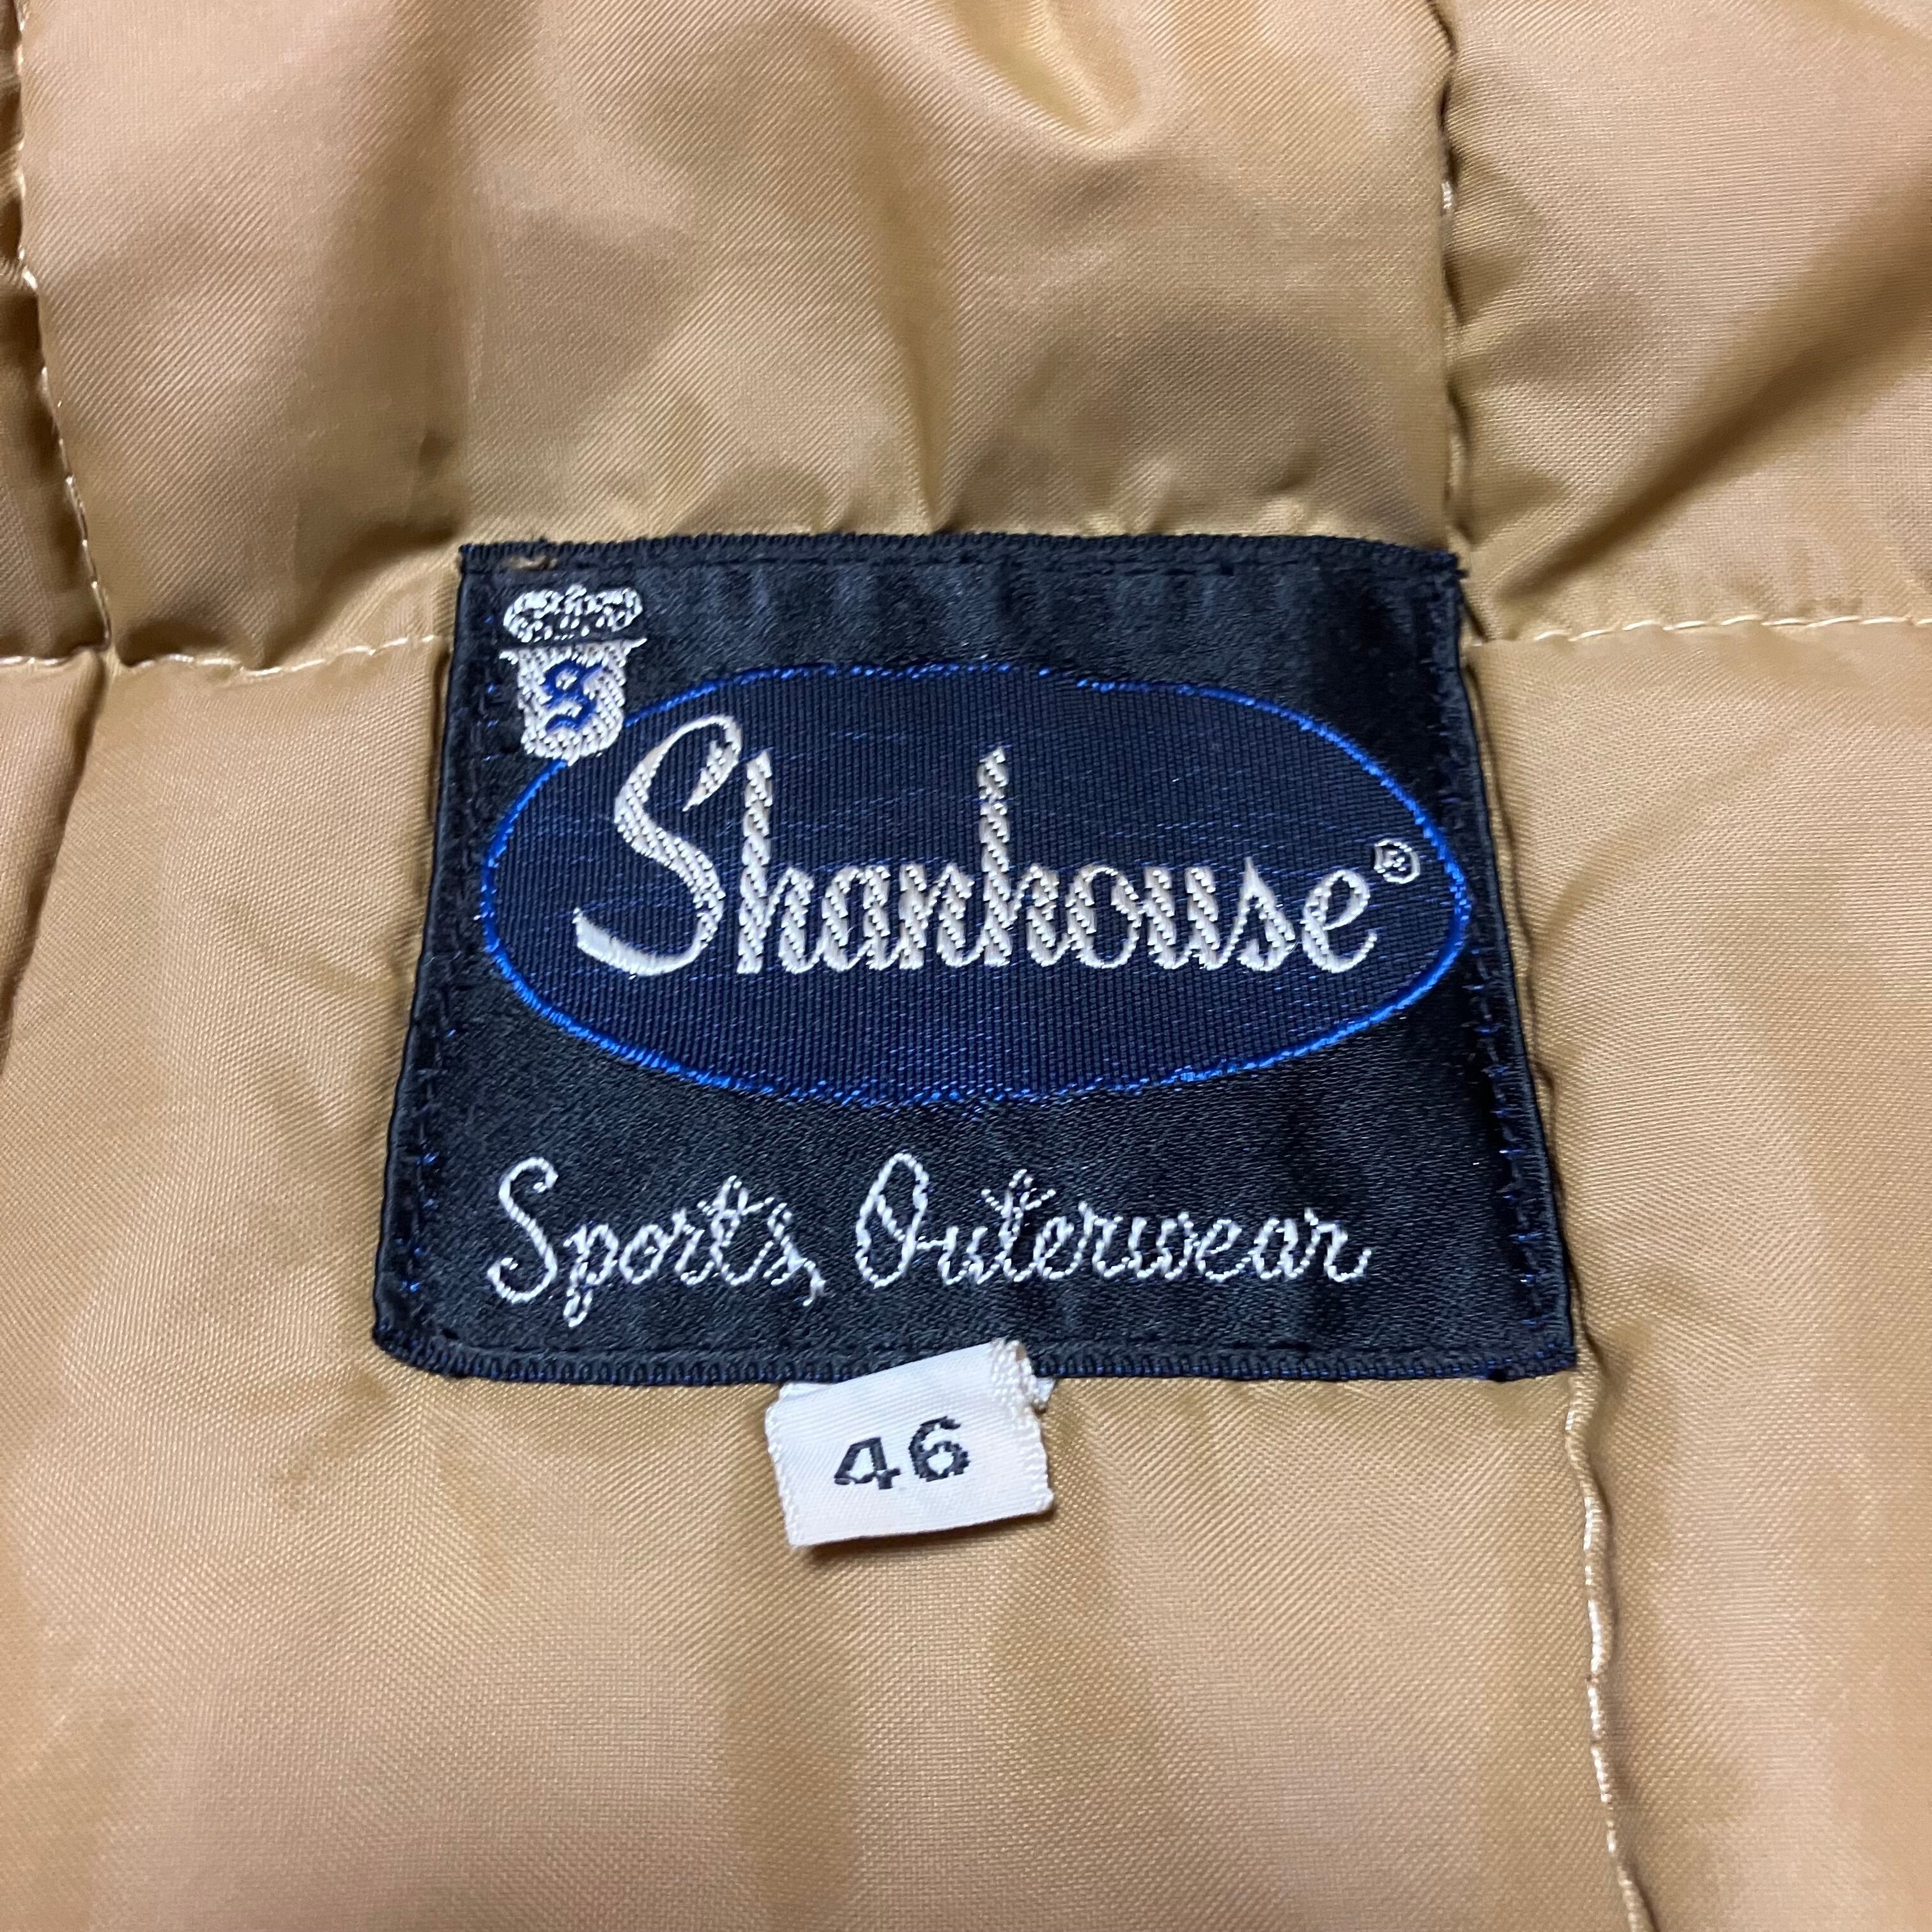 S
Shanhouse®
Sports, Outerwear
46